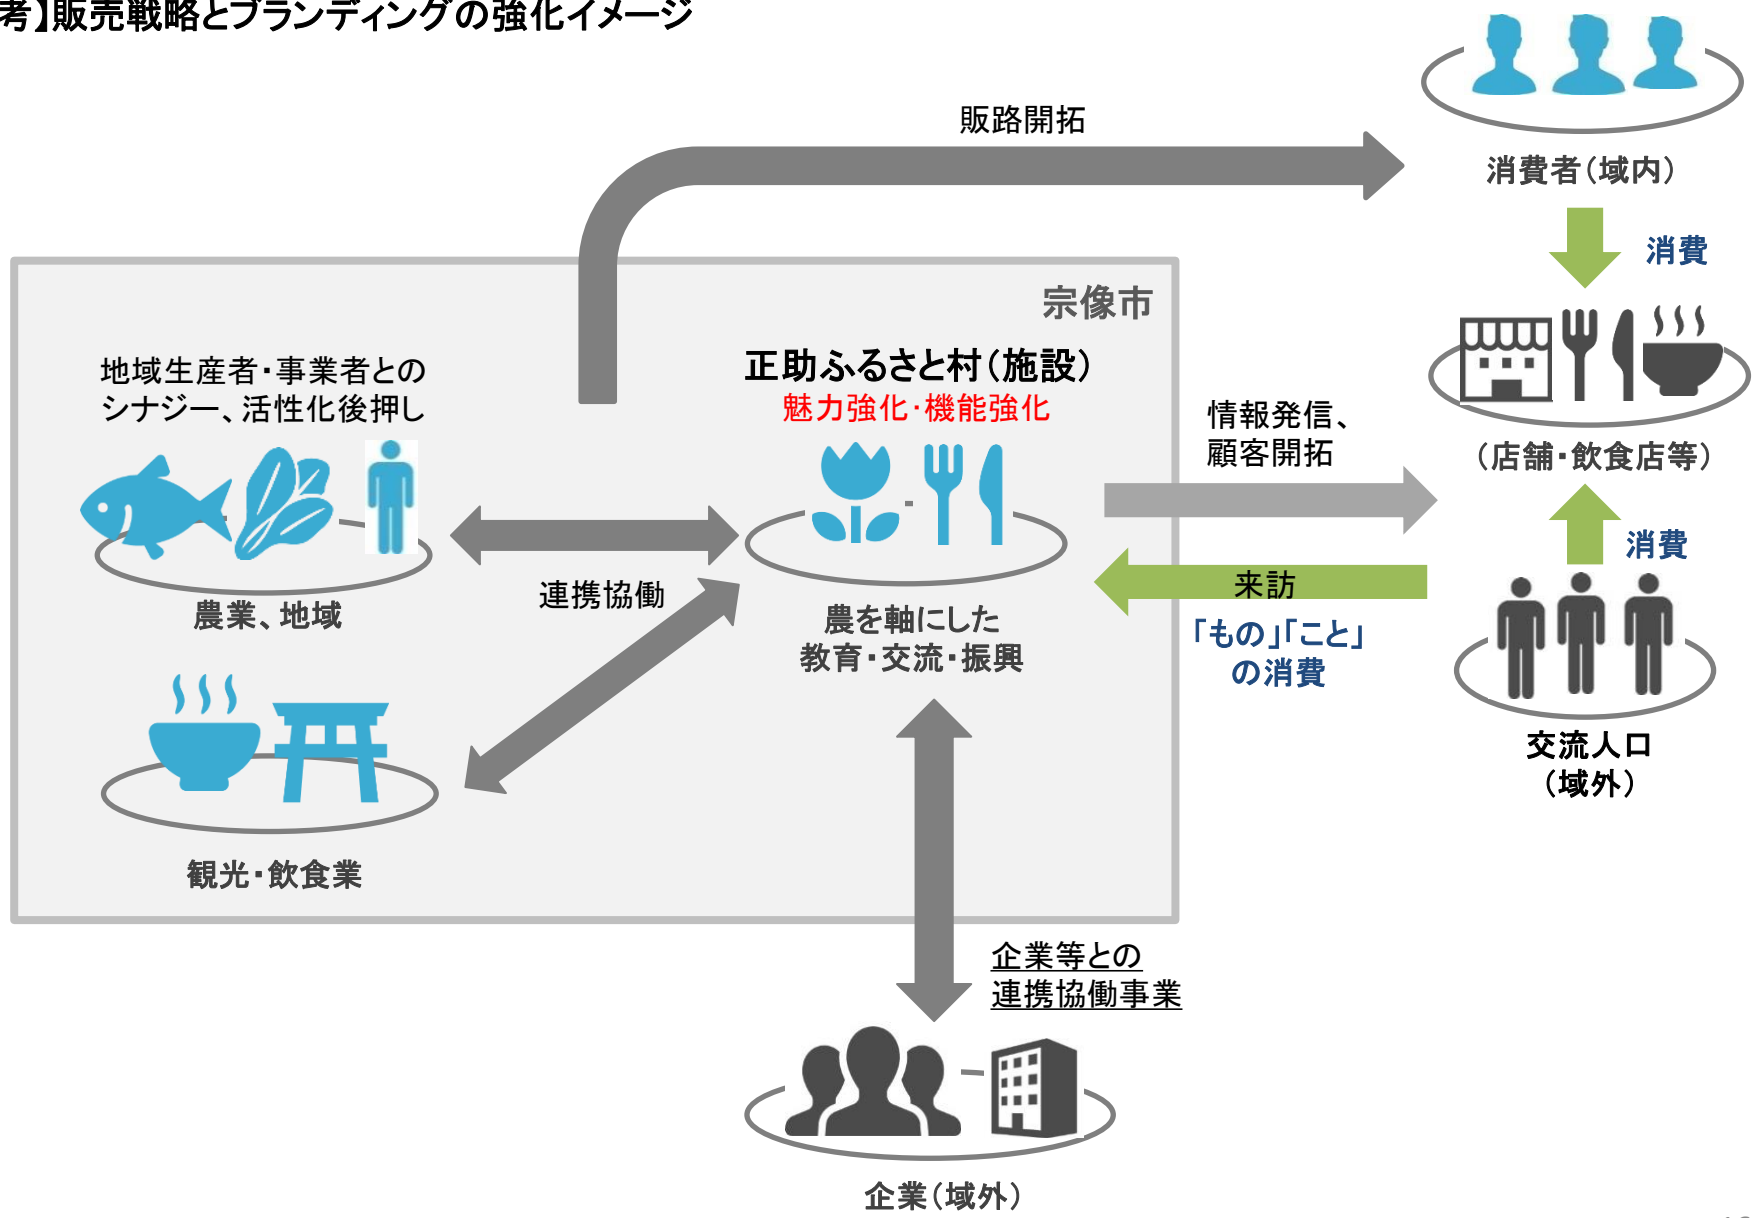 考】販売戦略とブランディングの強化イメージ
販路開拓
消費者（域内）
消費
宗像市
地域生産者・事業者との
シナジー、活性化後押し
正助ふるさと村（施設）
魅力強化・機能強化
情報発信、
顧客開拓
（店舗・飲食店等）
消費
来訪
連携協働
農業、地域
農を軸にした
教育・交流・振興
「もの」「こと」
の消費
交流人口
（域外）
観光・飲食業
企業等との
連携協働事業
企業（域外）